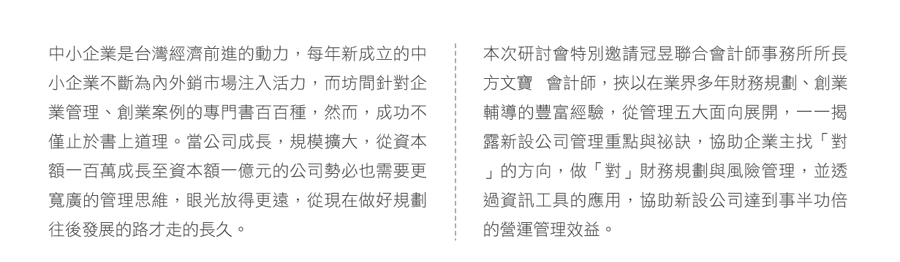 中小企業是台灣經濟前進的動力，每年新成立的中
小企業不斷為內外銷市場注入活力，而坊間針對企
業管理、創業案例的專門書百百種，然而，成功不
僅止於書上道理。當公司成長，規模擴大，從資本
額一百萬成長至資本額一億元的公司勢必也需要更
寬廣的管理思維，眼光放得更遠，從現在做好規劃
往後發展的路才走的長久。
本次研討會特別邀請冠昱聯合會計師事務所所長
方文寶　會計師，挾以在業界多年財務規劃、創業
輔導的豐富經驗，從管理五大面向展開，一一揭
露新設公司管理重點與祕訣，協助企業主找「對
」的方向，做「對」財務規劃與風險管理，並透
過資訊工具的應用，協助新設公司達到事半功倍
的營運管理效益。